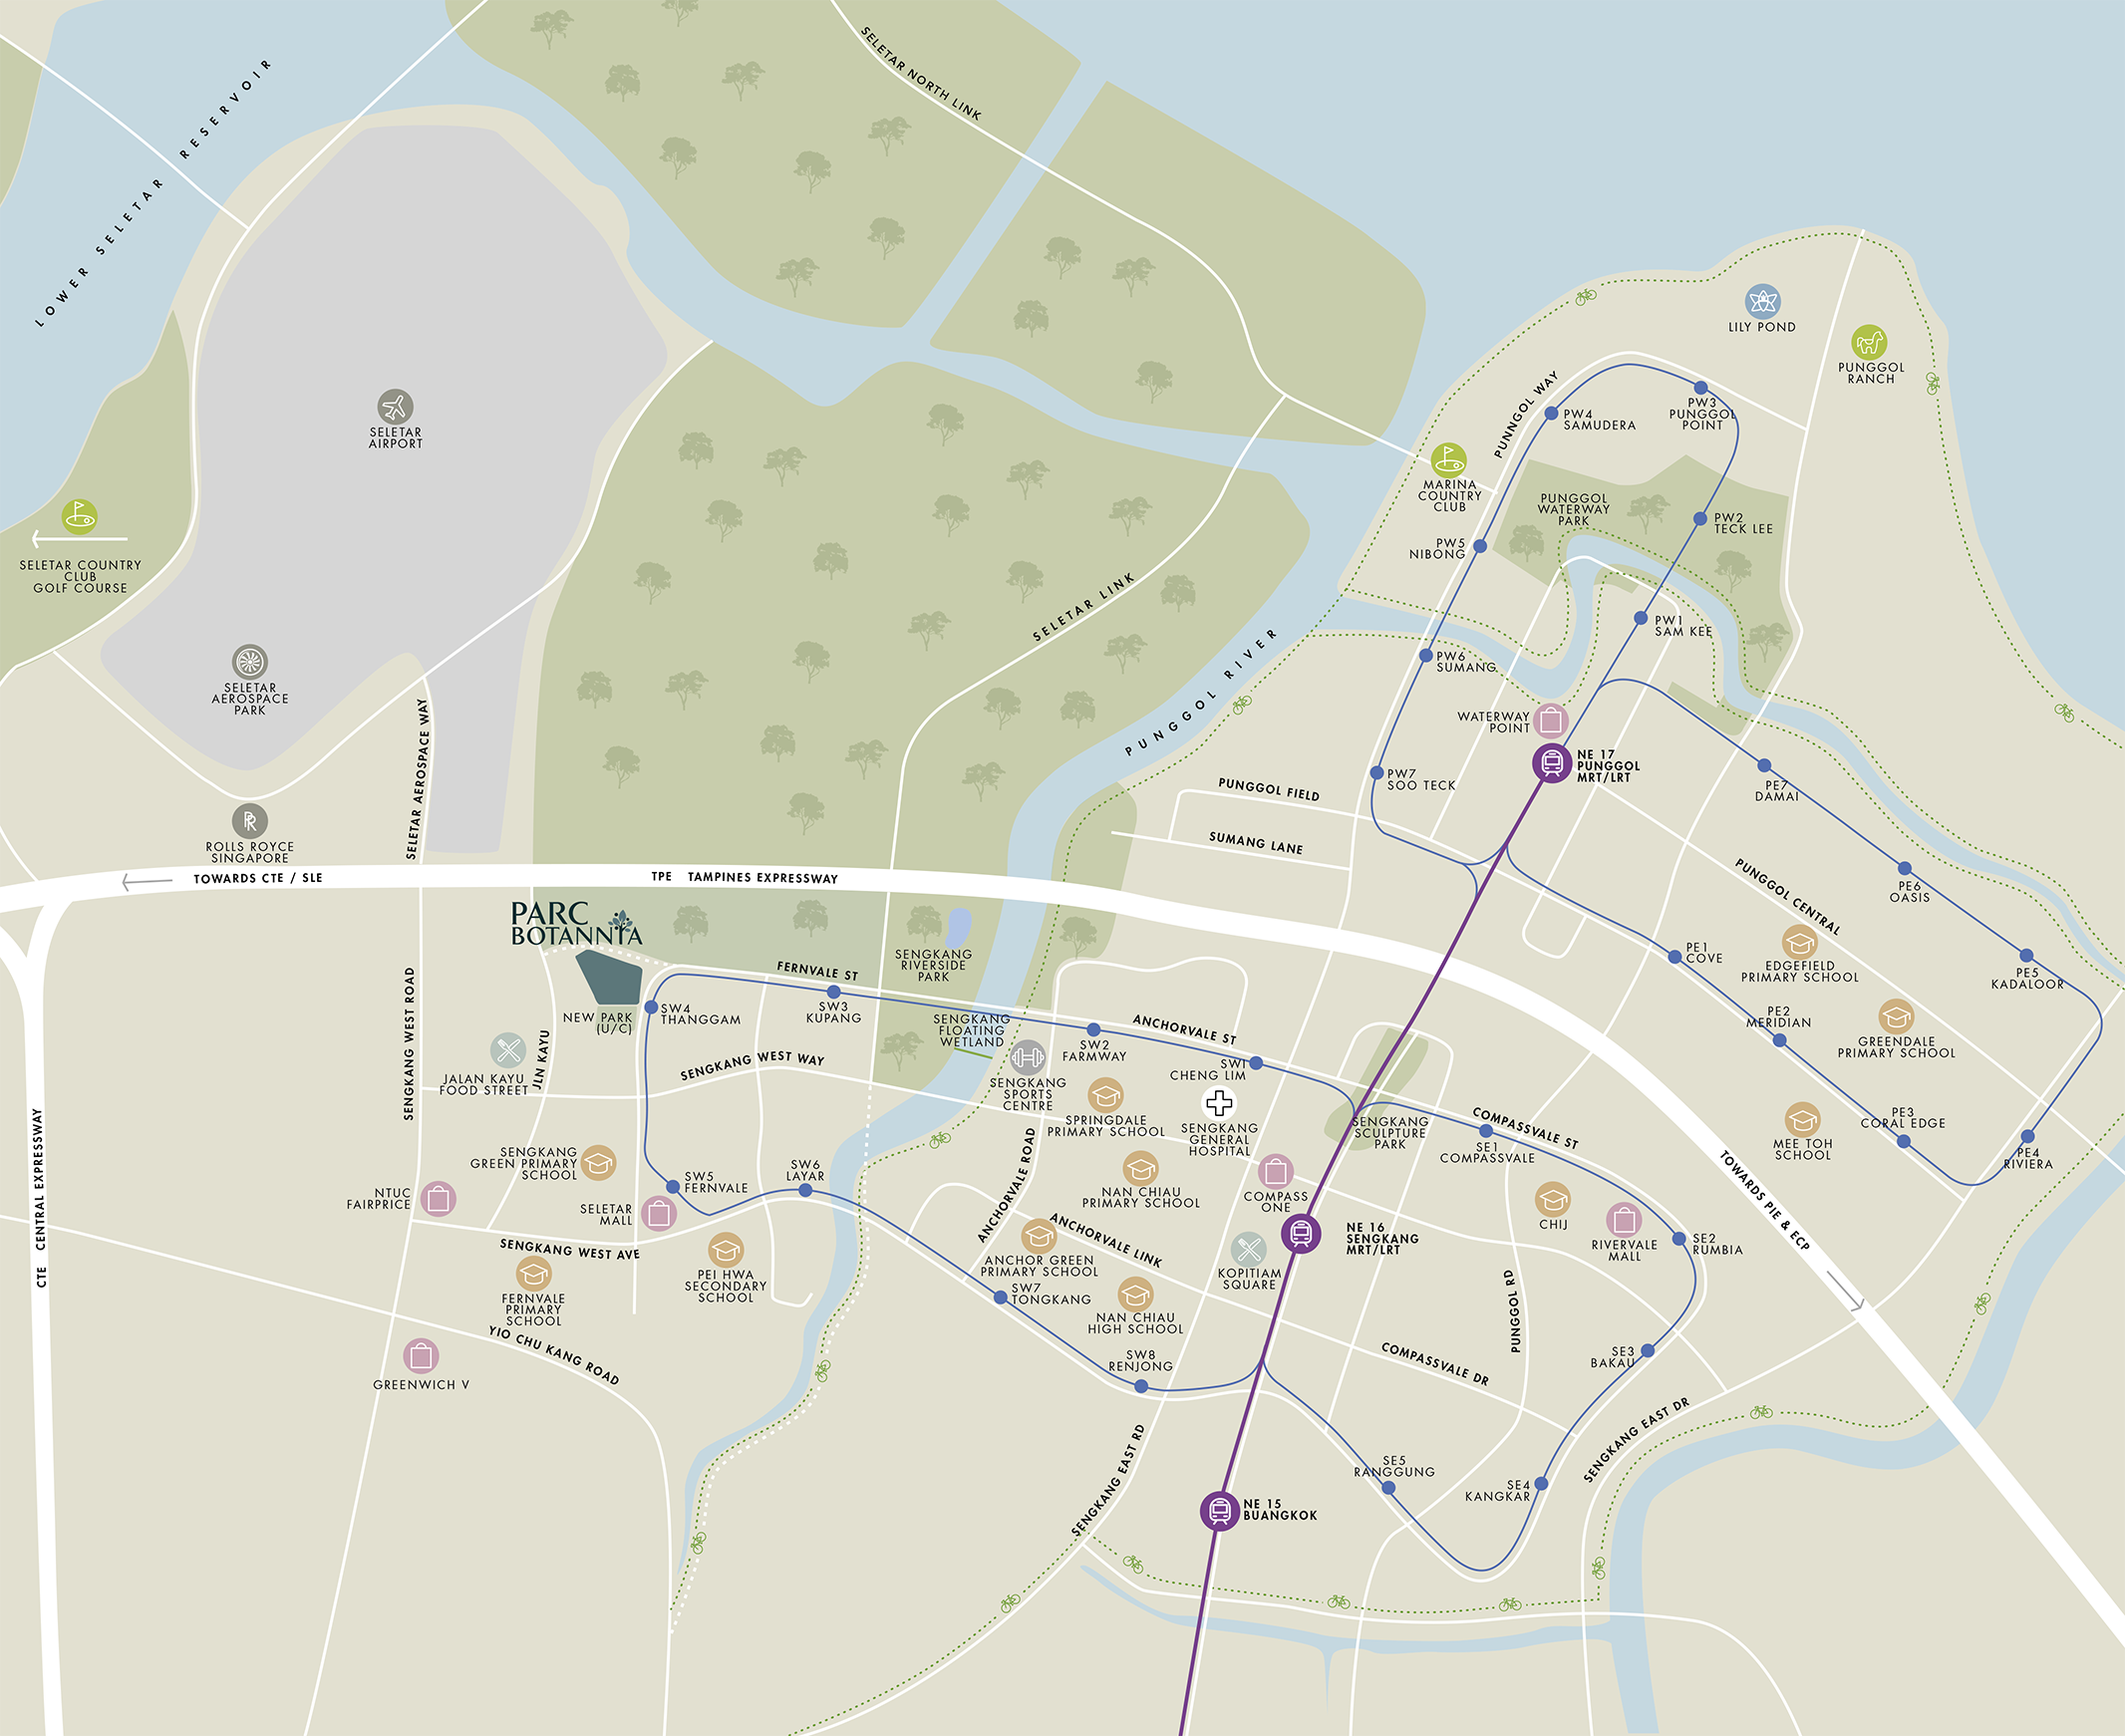 SELETAR NORTH LINK
LOWER SELETAR RESERVOIR
LILY POND
PUNGGOL
RANCH
PUNNGOL WAY
PW4
SAMUDERA
PW3
PUNGGOL
POINT
SELETAR
AIRPORT
MARINA
COUNTRY
CLUB
PUNGGOL
WATERWAY
PARK
PW2
TECK LEE
PW5
NIBONG
SELETAR COUNTRY
CLUB
GOLF COURSE
SELETAR LINK
PW1
SAM KEE
PW6
SUMANG
PUNGGOL RIVER
SELETAR
AEROSPACE
PARK
WATERWAY
POINT
NE 17
PUNGGOL
MRT/LRT
SELETAR AEROSPACE WAY
PW7
SOO TECK
PUNGGOL FIELD
PE7
DAMAI
SUMANG LANE
ROLLS ROYCE
SINGAPORE
TOWARDS CTE / SLE
TPE TAMPINES EXPRESSWAY
PUNGGOL CENTRAL
PE6
OASIS
PARC
BOTANNIA
SENGKANG
RIVERSIDE
PARK
PE1
COVE
EDGEFIELD
PRIMARY SCHOOL
PE5
KADALOOR
FERNVALE ST
SW4
THANGGAM
SW3
KUPANG
NEW PARK
(U/C)
SENGKANG
FLOATING
WETLAND
SW2
FARMWAY
ANCHORVALE ST
PE2
MERIDIAN
GREENDALE
PRIMARY SCHOOL
SENGKANG WEST ROAD
JLN KAYU
JALAN KAYU
FOOD STREET
SENGKANG WEST WAY
SENGKANG
SPORTS
CENTRE
SW1
CHENG LIM
SPRINGDALE
PRIMARY SCHOOL
SENGKANG
GENERAL
HOSPITAL
SENGKANG
SCULPTURE
PARK
COMPASSVALE ST
SE1
COMPASSVALE
PE3
CORAL EDGE
MEE TOH
SCHOOL
PE4
RIVIERA
CTE CENTRAL EXPRESSWAY
SENGKANG
GREEN PRIMARY
SCHOOL
SW5
FERNVALE
SW6
LAYAR
NTUC
FAIRPRICE
SELETAR
MALL
ANCHORVALE ROAD
NAN CHIAU
PRIMARY SCHOOL
COMPASS
ONE
CHIJ
RIVERVALE
MALL
SE2
RUMBIA
TOWARDS PIE & ECP
SENGKANG WEST AVE
PEI HWA
SECONDARY
SCHOOL
ANCHOR GREEN
PRIMARY SCHOOL
ANCHORVALE LINK
KOPITIAM
SQUARE
NE 16
SENGKANG
MRT/LRT
FERNVALE
PRIMARY
SCHOOL
SW7
TONGKANG
NAN CHIAU
HIGH SCHOOL
PUNGGOL RD
YIO CHU KANG ROAD
SW8
RENJONG
COMPASSVALE DR
SE3
BAKAU
GREENWICH V
SENGKANG EAST RD
SENGKANG EAST DR
SE5
RANGGUNG
SE4
KANGKAR
NE 15
BUANGKOK